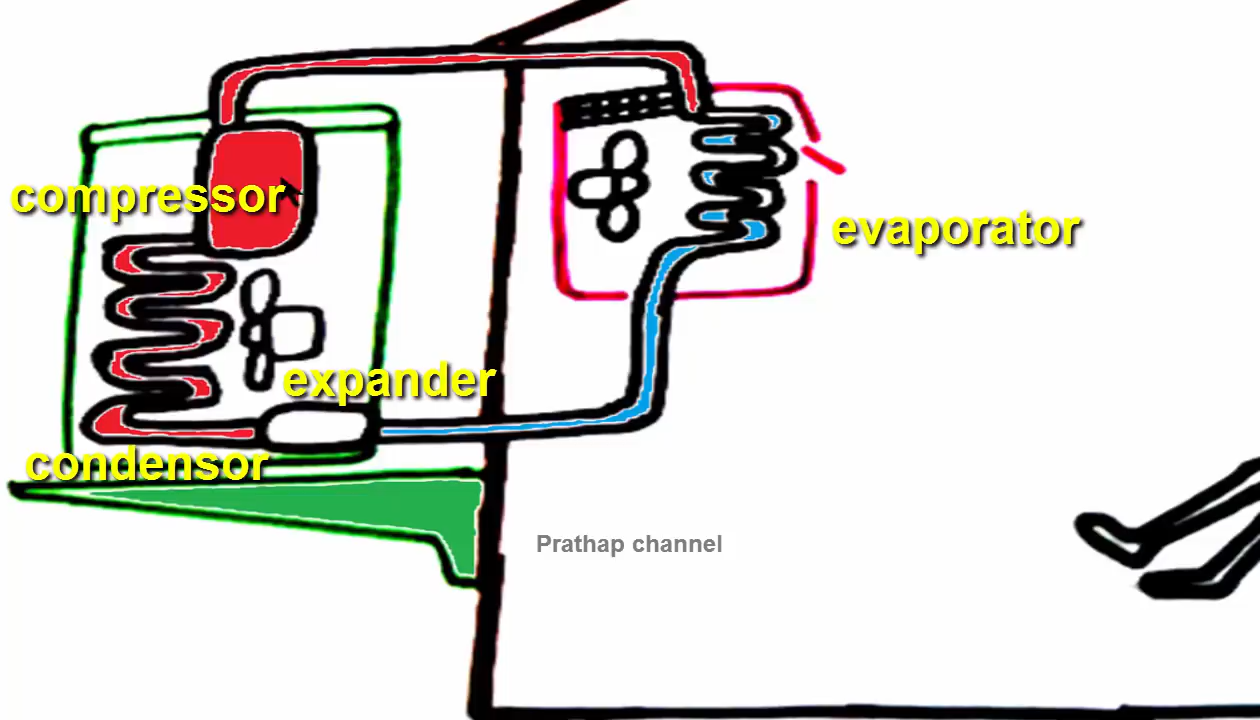 compressor
evaporator
expander
condensor
Prathap channel